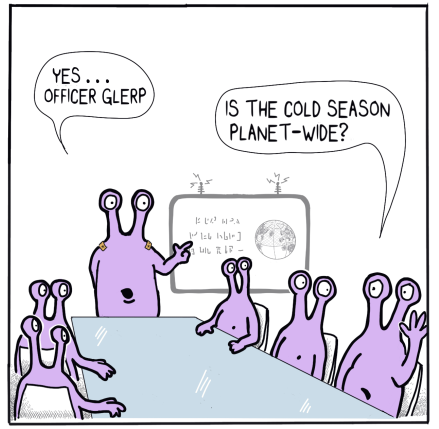 YES...
OFFICER GLERP
IS THE COLD SEASON
PLANET-WIDE?